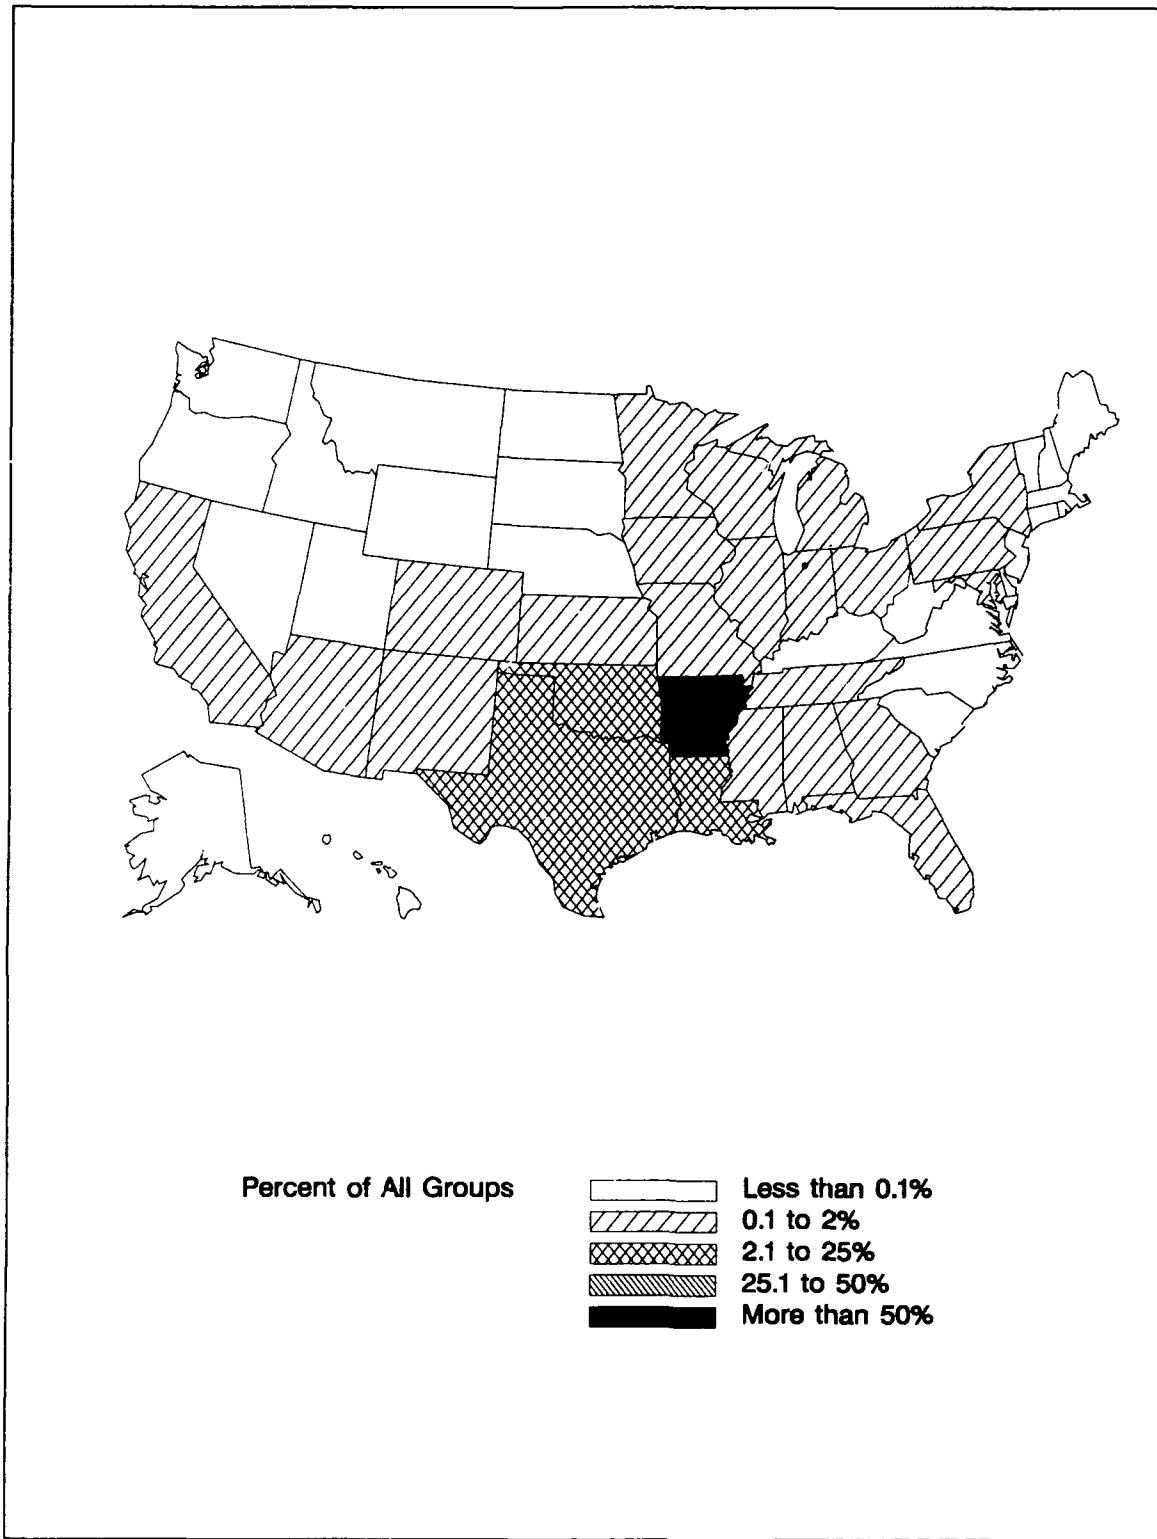 Percent of All Groups
Less than 0.1%
0.1 to 2%
2.1 to 25%
25.1 to 50%
More than 50%